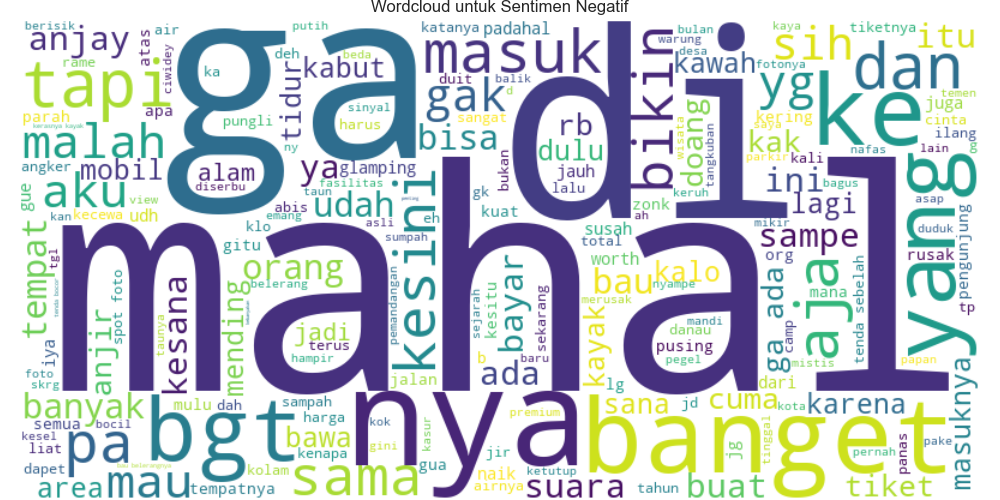 Wordcloud untuk Sentimen Negatif
berisik
air
putih
katanya
padahal
bulan
kaya
tiketnya
anjay
atas
ciwidey
ga
deh
beda
masuk
di
warung
desa
sih
itu
rame
ka
tidur
kabut
duit
balik
d
kawah
fotonya
temen
tapi
parah
apa
pungli
sinyal
harus
gak
sangat
bikin
yg
dan
ke
juga
cinta
kerasnya kayak
ny
bisa
rb
dulu
doang
wisata
tangkuban
kering
saya
kak
parkir
ilang
malah
angker
mobil
alam
diserbu
ya
glamping
bukan
jauh
lalu
kali
nafas
lain
bagus
yang
aku
gue
view
taun
fasilitas
gk
kuat
zonk
ah
keruh
ini
lagi
asap
duduk
kan
kecewa
udh
abis
udah
kesini
eh
susah
mikir
sampe
rusak
pengunjung
tempat
tgl
klo
emang
asli
sumpah
total
org
mana
tp
gitu
belerang
orang
pemandangan
sejarah
kesitu
bayar
sekarang
worth
bau
kalo
nyampe
merusak
ga ada
camp
aja
tenda sebelah
mahal
iya
spot foto
anjir
taunya
kesana
mending
jadi
terus
hampir
jalan
b
baru
ada
kayak
danau
mandi
pusing
pegel
mistis
papan
foto
skrg
lg
dari
masuknya
banyak
mulu
dah
sampah
harga
nya
premium
banget
sana
jd
cuma
kota
karena
semua
bocil
kesel
liat
pa
bgt
bawa
kenapa
kok
gini
kasur
jg
tinggal
pernah
panas
pake
dapet
area
mau
tempatnya
kolam
sama
gua
jir
naik
airnya
suara
ketutup
tahun
buat
tiket